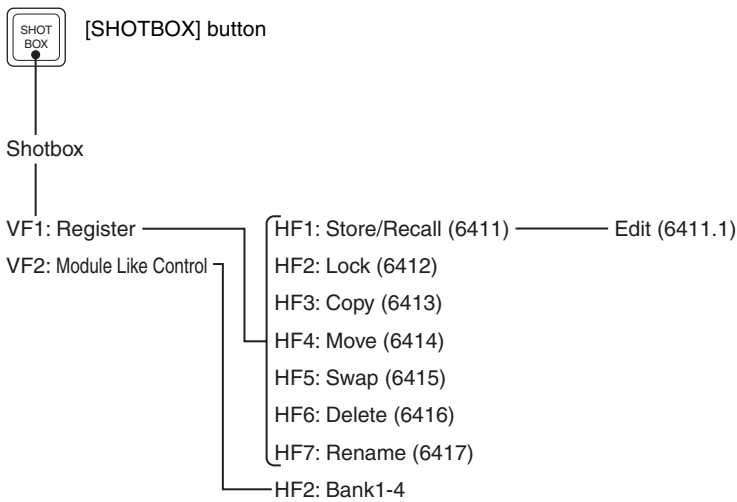 SHOT
BOX
[SHOTBOX] button
Shotbox
VF1: Register
HF1: Store/Recall (6411)
Edit (6411.1)
VF2: Module Like Control
HF2: Lock (6412)
HF3: Copy (6413)
HF4: Move (6414)
HF5: Swap (6415)
HF6: Delete (6416)
HF7: Rename (6417)
HF2: Bank1-4